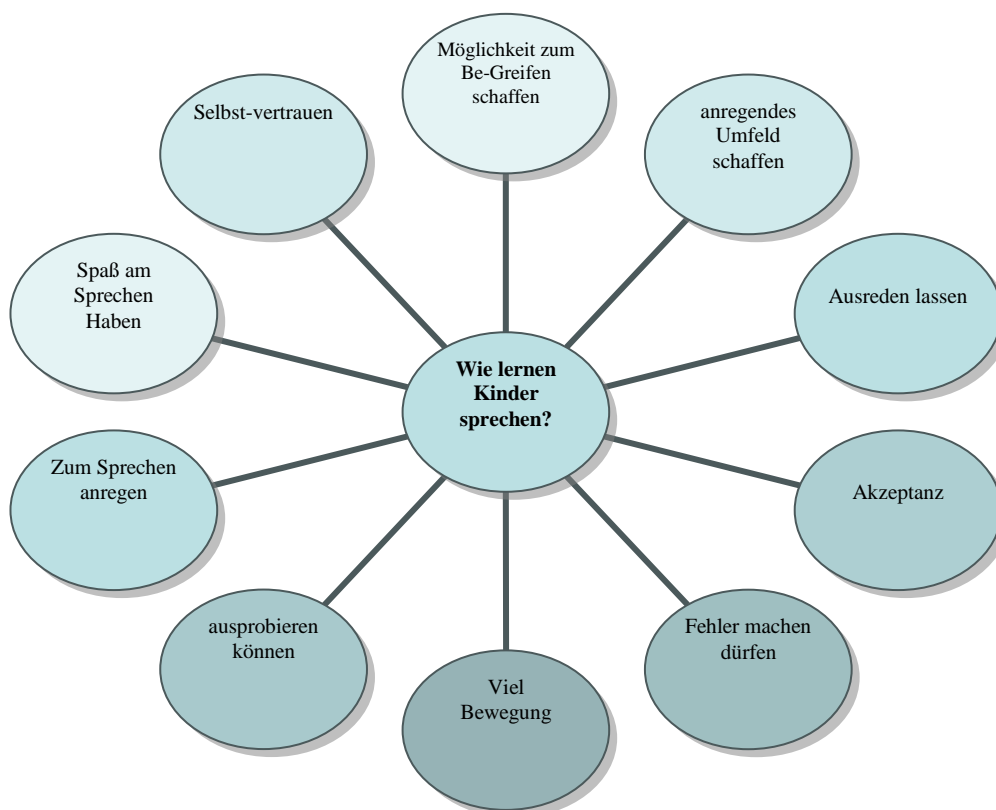 Möglichkeit zum
Be-Greifen
schaffen
anregendes
Umfeld
schaffen
Ausreden lassen
Akzeptanz
Fehler machen
dürfen
Viel
Bewegung
ausprobieren
können
Zum Sprechen
anregen
Spaß am
Sprechen
Haben
Selbst-vertrauen
Wie lernen
Kinder
sprechen?